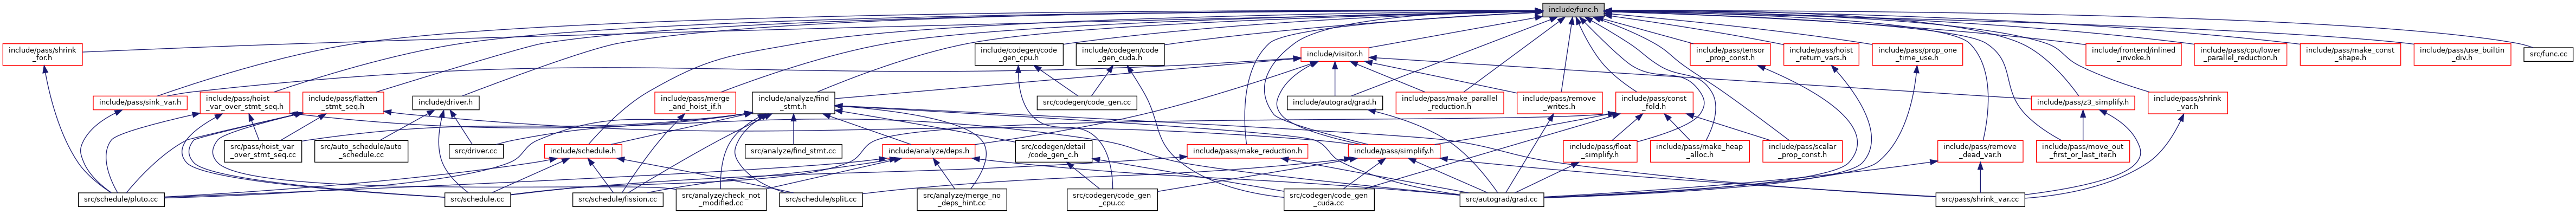 include/func.h
include/pass/shrink
_for.h
include/codegen/code
_gen_cpu.h
include/codegen/code
_gen_cuda.h
include/visitor.h
include/pass/tensor
_prop_const.h
include/pass/hoist
_return_vars.h
include/pass/prop_one
_time_use.h
include/frontend/inlined
_invoke.h
include/pass/cpu/lower
_parallel_reduction.h
include/pass/make_const
_shape.h
include/pass/use_builtin
_div.h
src/func.cc
include/pass/sink_var.h
include/pass/hoist
_var_over_stmt_seq.h
include/pass/flatten
_stmt_seq.h
include/driver.h
include/pass/merge
_and_hoist_if.h
include/analyze/find
_stmt.h
src/codegen/code_gen.cc
include/autograd/grad.h
include/pass/make_parallel
_reduction.h
include/pass/remove
_writes.h
include/pass/const
_fold.h
include/pass/z3_simplify.h
include/pass/shrink
_var.h
src/pass/hoist_var
_over_stmt_seq.cc
src/auto_schedule/auto
_schedule.cc
src/driver.cc
include/schedule.h
src/analyze/find_stmt.cc
include/analyze/deps.h
src/codegen/detail
/code_gen_c.h
include/pass/make_reduction.h
include/pass/simplify.h
include/pass/float
_simplify.h
include/pass/make_heap
_alloc.h
include/pass/scalar
_prop_const.h
include/pass/remove
_dead_var.h
include/pass/move_out
_first_or_last_iter.h
src/schedule/pluto.cc
src/schedule.cc
src/schedule/fission.cc
src/analyze/check_not
_modified.cc
src/schedule/split.cc
src/analyze/merge_no
_deps_hint.cc
src/codegen/code_gen
_cpu.cc
src/codegen/code_gen
_cuda.cc
src/autograd/grad.cc
src/pass/shrink_var.cc